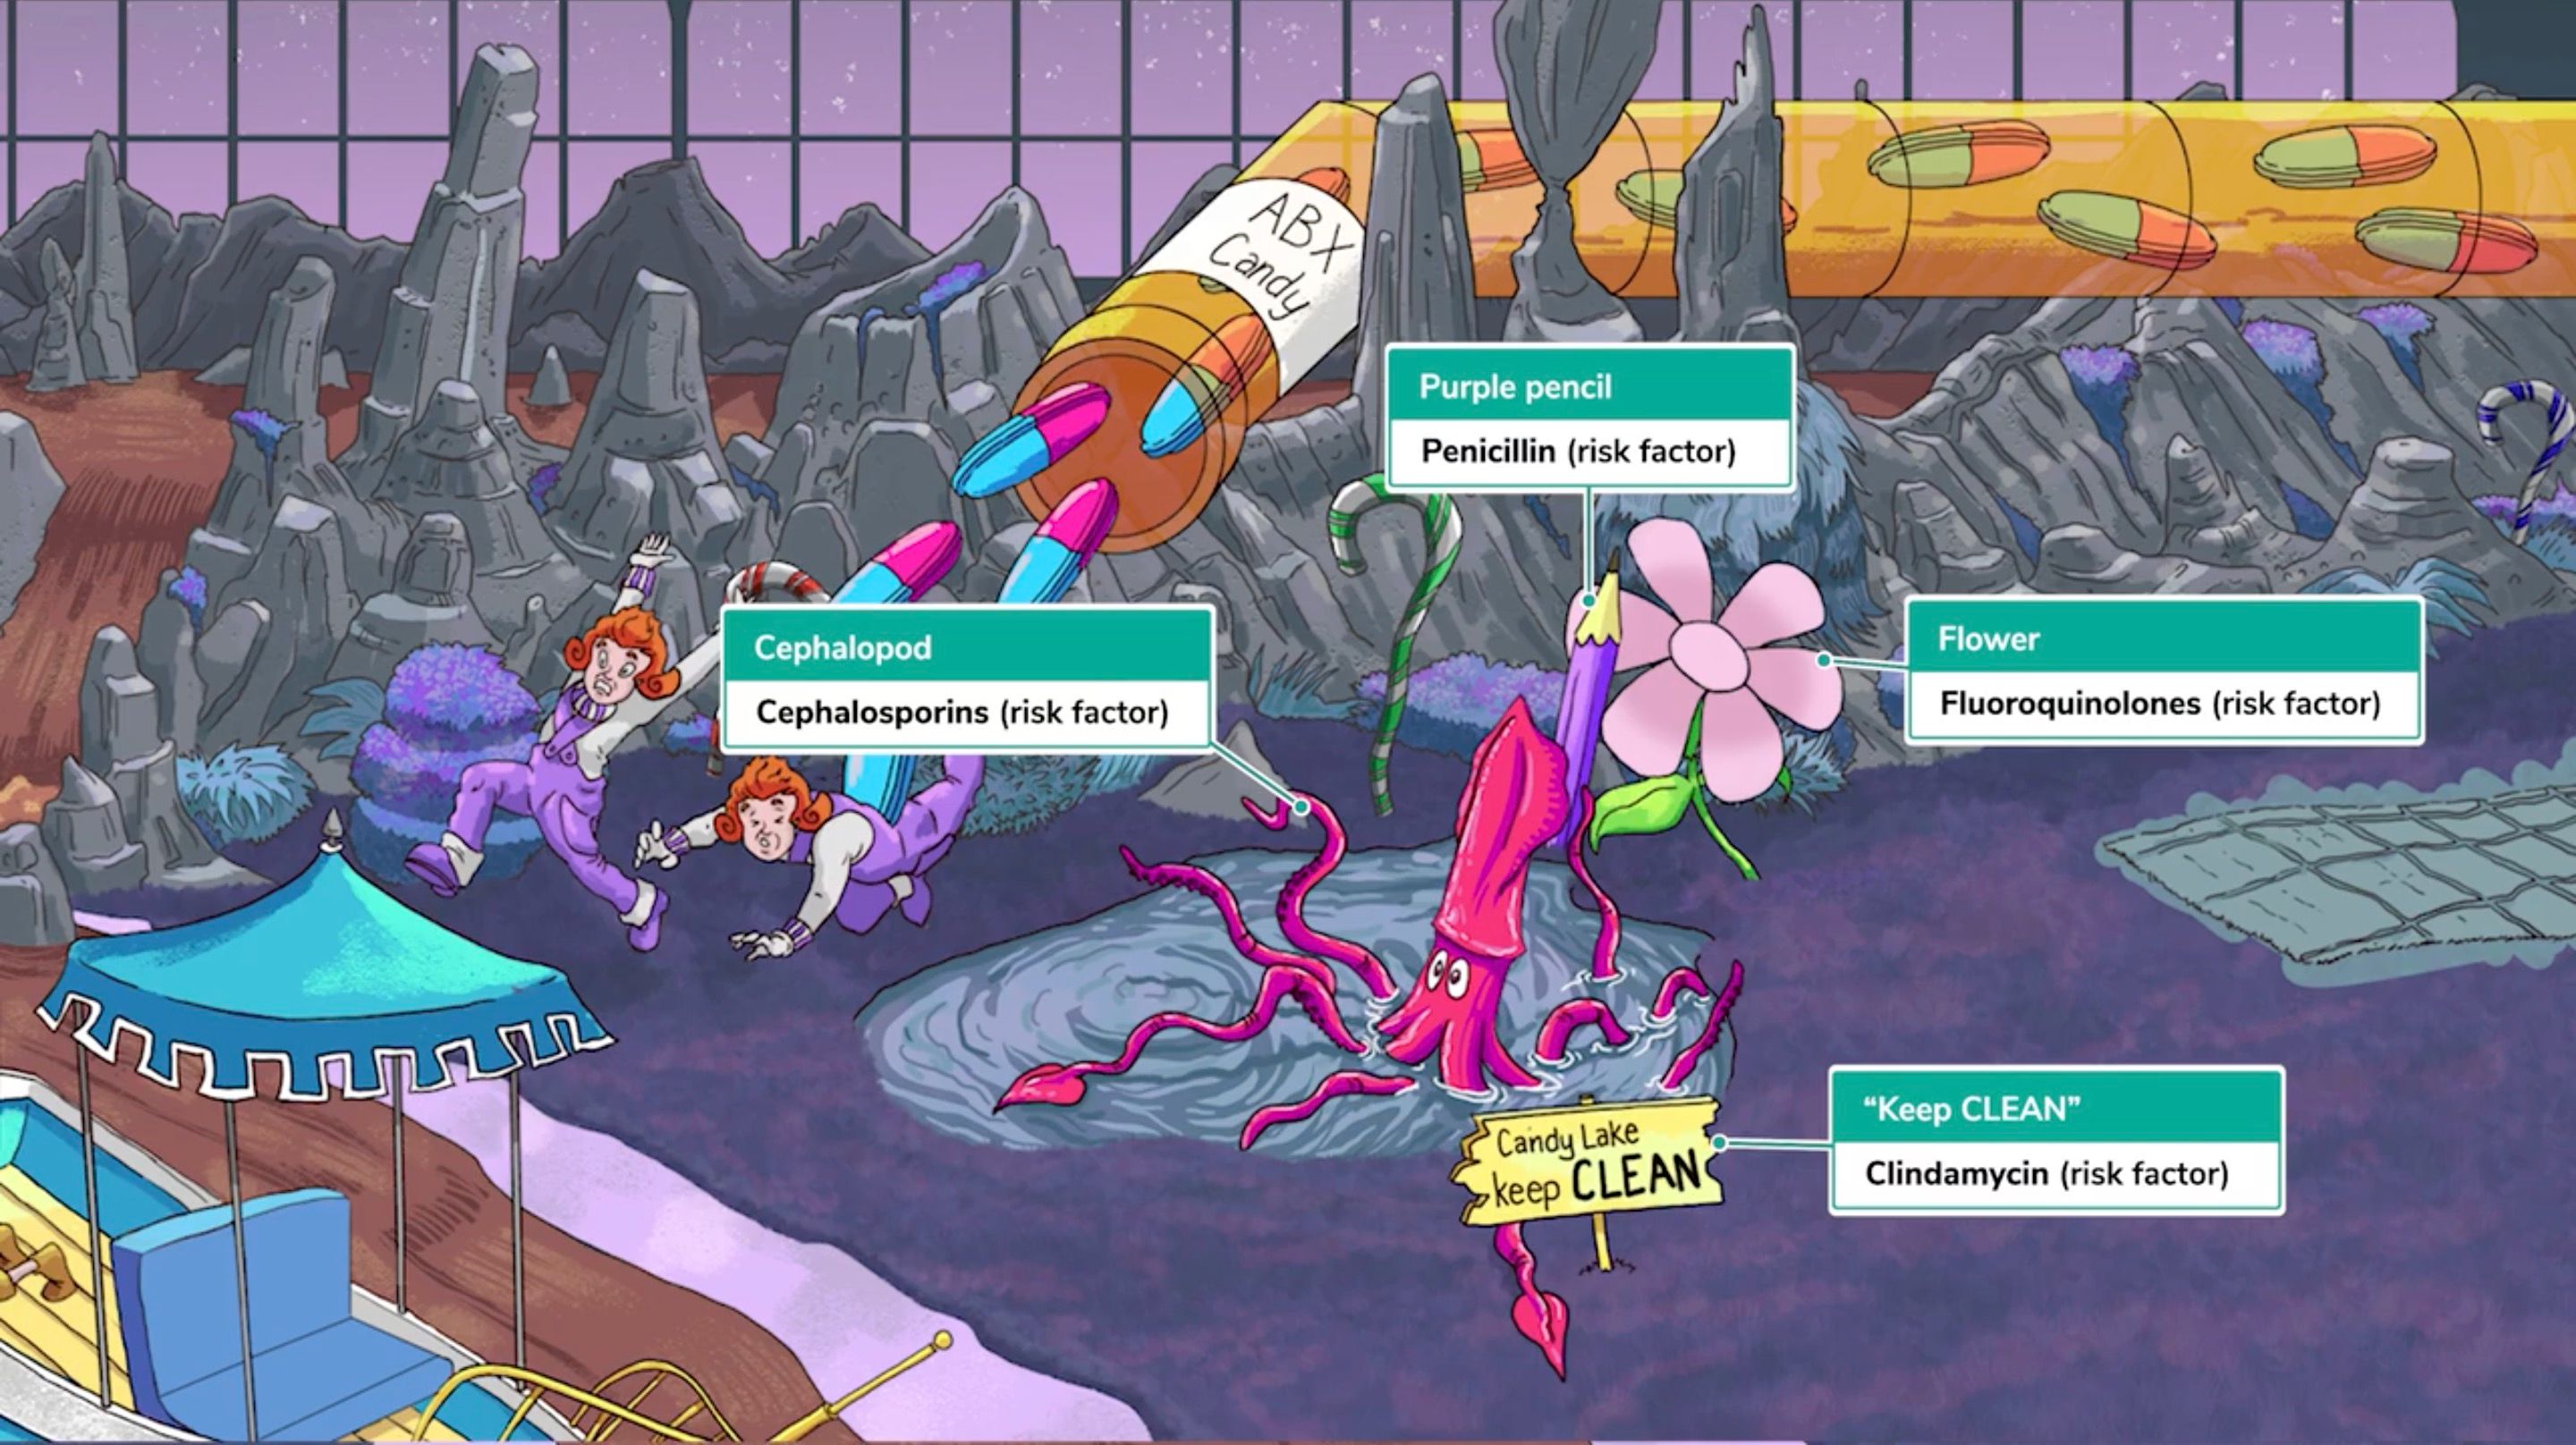 ABX
Candy
Purple pencil
Penicillin (risk factor)
Flower
Fluoroquinolones (risk factor)
Cephalopod
Cephalosporins (risk factor)
“Keep CLEAN”
Clindamycin (risk factor)
Candy Lake
keep CLEAN